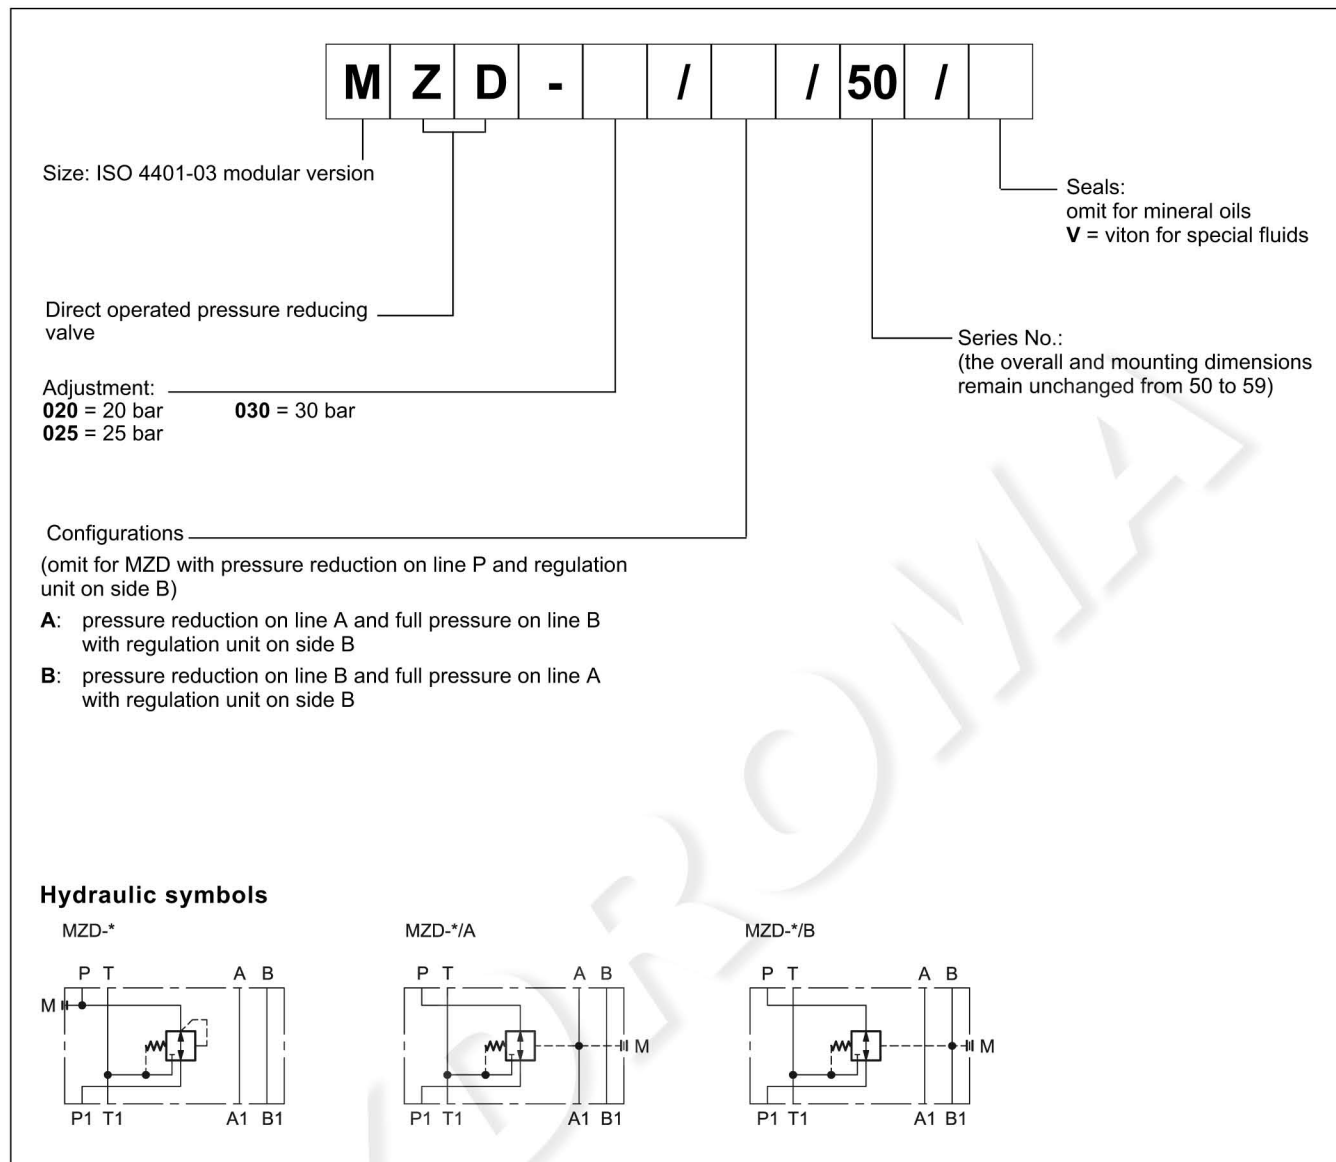 M Z D - / / 50 /
Size: ISO 4401-03 modular version
Seals:
omit for mineral oils
V = viton for special fluids
Direct operated pressure reducing
valve
Series No.:
(the overall and mounting dimensions
remain unchanged from 50 to 59)
Adjustment:
020 = 20 bar 030 = 30 bar
025 = 25 bar
Configurations
(omit for MZD with pressure reduction on line P and regulation
unit on side B)
A: pressure reduction on line A and full pressure on line B
with regulation unit on side B
B: pressure reduction on line B and full pressure on line A
with regulation unit on side B
Hydraulic symbols
MZD-* MZD-*/A MZD-*/B
P T A B P T A B P T A B
M M M
P1 T1 A1 B1 P1 T1 A1 B1 P1 T1 A1 B1